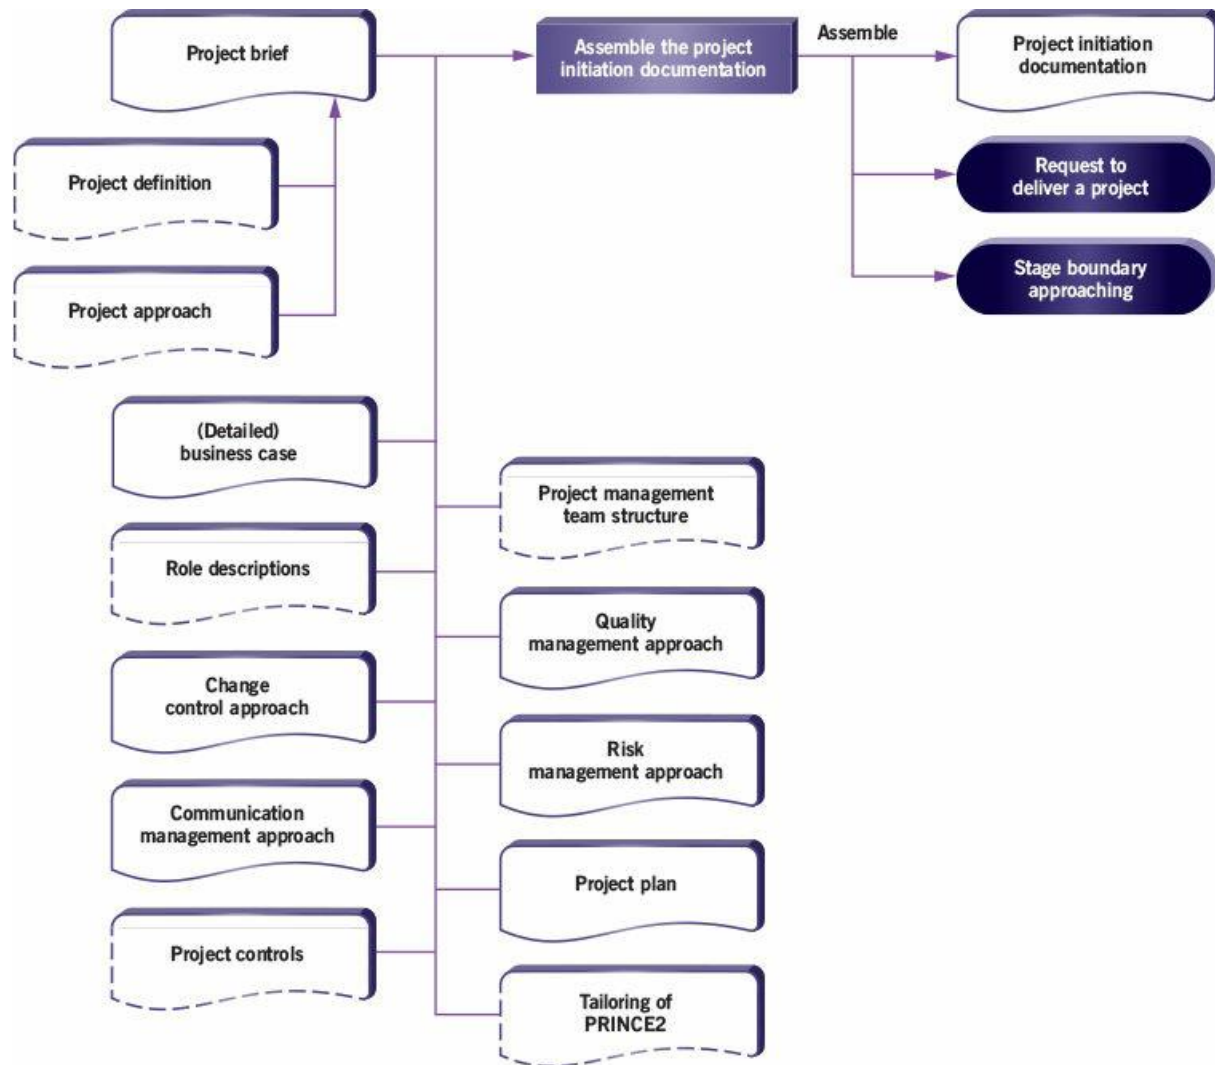 Project brief
Assemble the project
initiation documentation
Assemble
Project initiation
documentation
Project definition
Request to
deliver a project
Project approach
Stage boundary
approaching
(Detailed)
business case
Project management
team structure
Role descriptions
Quality
management approach
Change
control approach
Risk
management approach
Communication
management approach
Project plan
Project controls
Tailoring of
PRINCE2